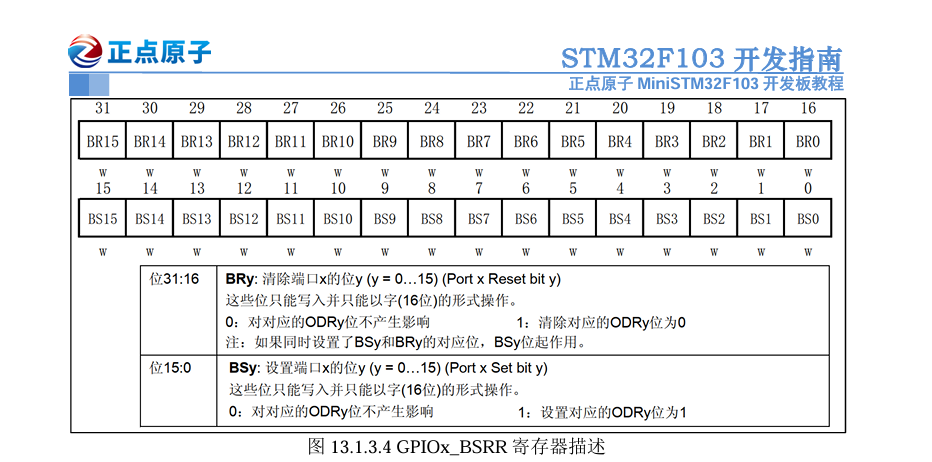 正点原子
STM32F103 开发指南
正点原子 MiniSTM32F103 开发板教程
31 30 29 28 27 26 25 24 23 22 21 20 19 18 17 16
BR15 BR14 BR13 BR12 BR11 BR10 BR9 BR8 BR7 BR6 BR5 BR4 BR3 BR2 BR1 BR0
w w w w w w w w w w w w w w w w
15 14 13 12 11 10 9 8 7 6 5 4 3 2 1 0
BS15 BS14 BS13 BS12 BS11 BS10 BS9 BS8 BS7 BS6 BS5 BS4 BS3 BS2 BS1 BS0
w w w w w w w w w w w w w w w w
位31:16 BRy: 清除端口x的位y (y = 0…15) (Port x Reset bit y)
这些位只能写入并只能以字(16位)的形式操作。
0：对对应的ODRy位不产生影响 1：清除对应的ODRy位为0
注：如果同时设置了BSy和BRy的对应位，BSy位起作用。
位15:0 BSy: 设置端口x的位y (y = 0…15) (Port x Set bit y)
这些位只能写入并只能以字(16位)的形式操作。
0：对对应的ODRy位不产生影响 1：设置对应的ODRy位为1
图 13.1.3.4 GPIOx_BSRR 寄存器描述